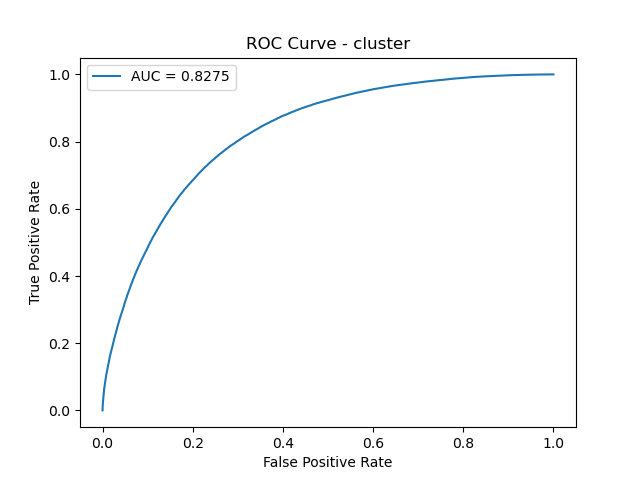 ROC Curve - cluster
AUC = 0.8275
1.0
0.8
0.6
0.4
0.2
0.0
True Positive Rate
0.0 0.2 0.4 0.6 0.8 1.0
False Positive Rate